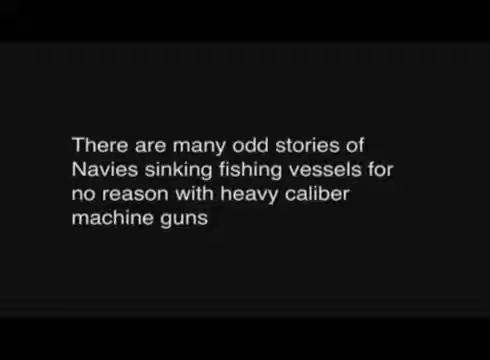 There are many odd stories of
Navies sinking fishing vessels for
no reason with heavy caliber
machine guns